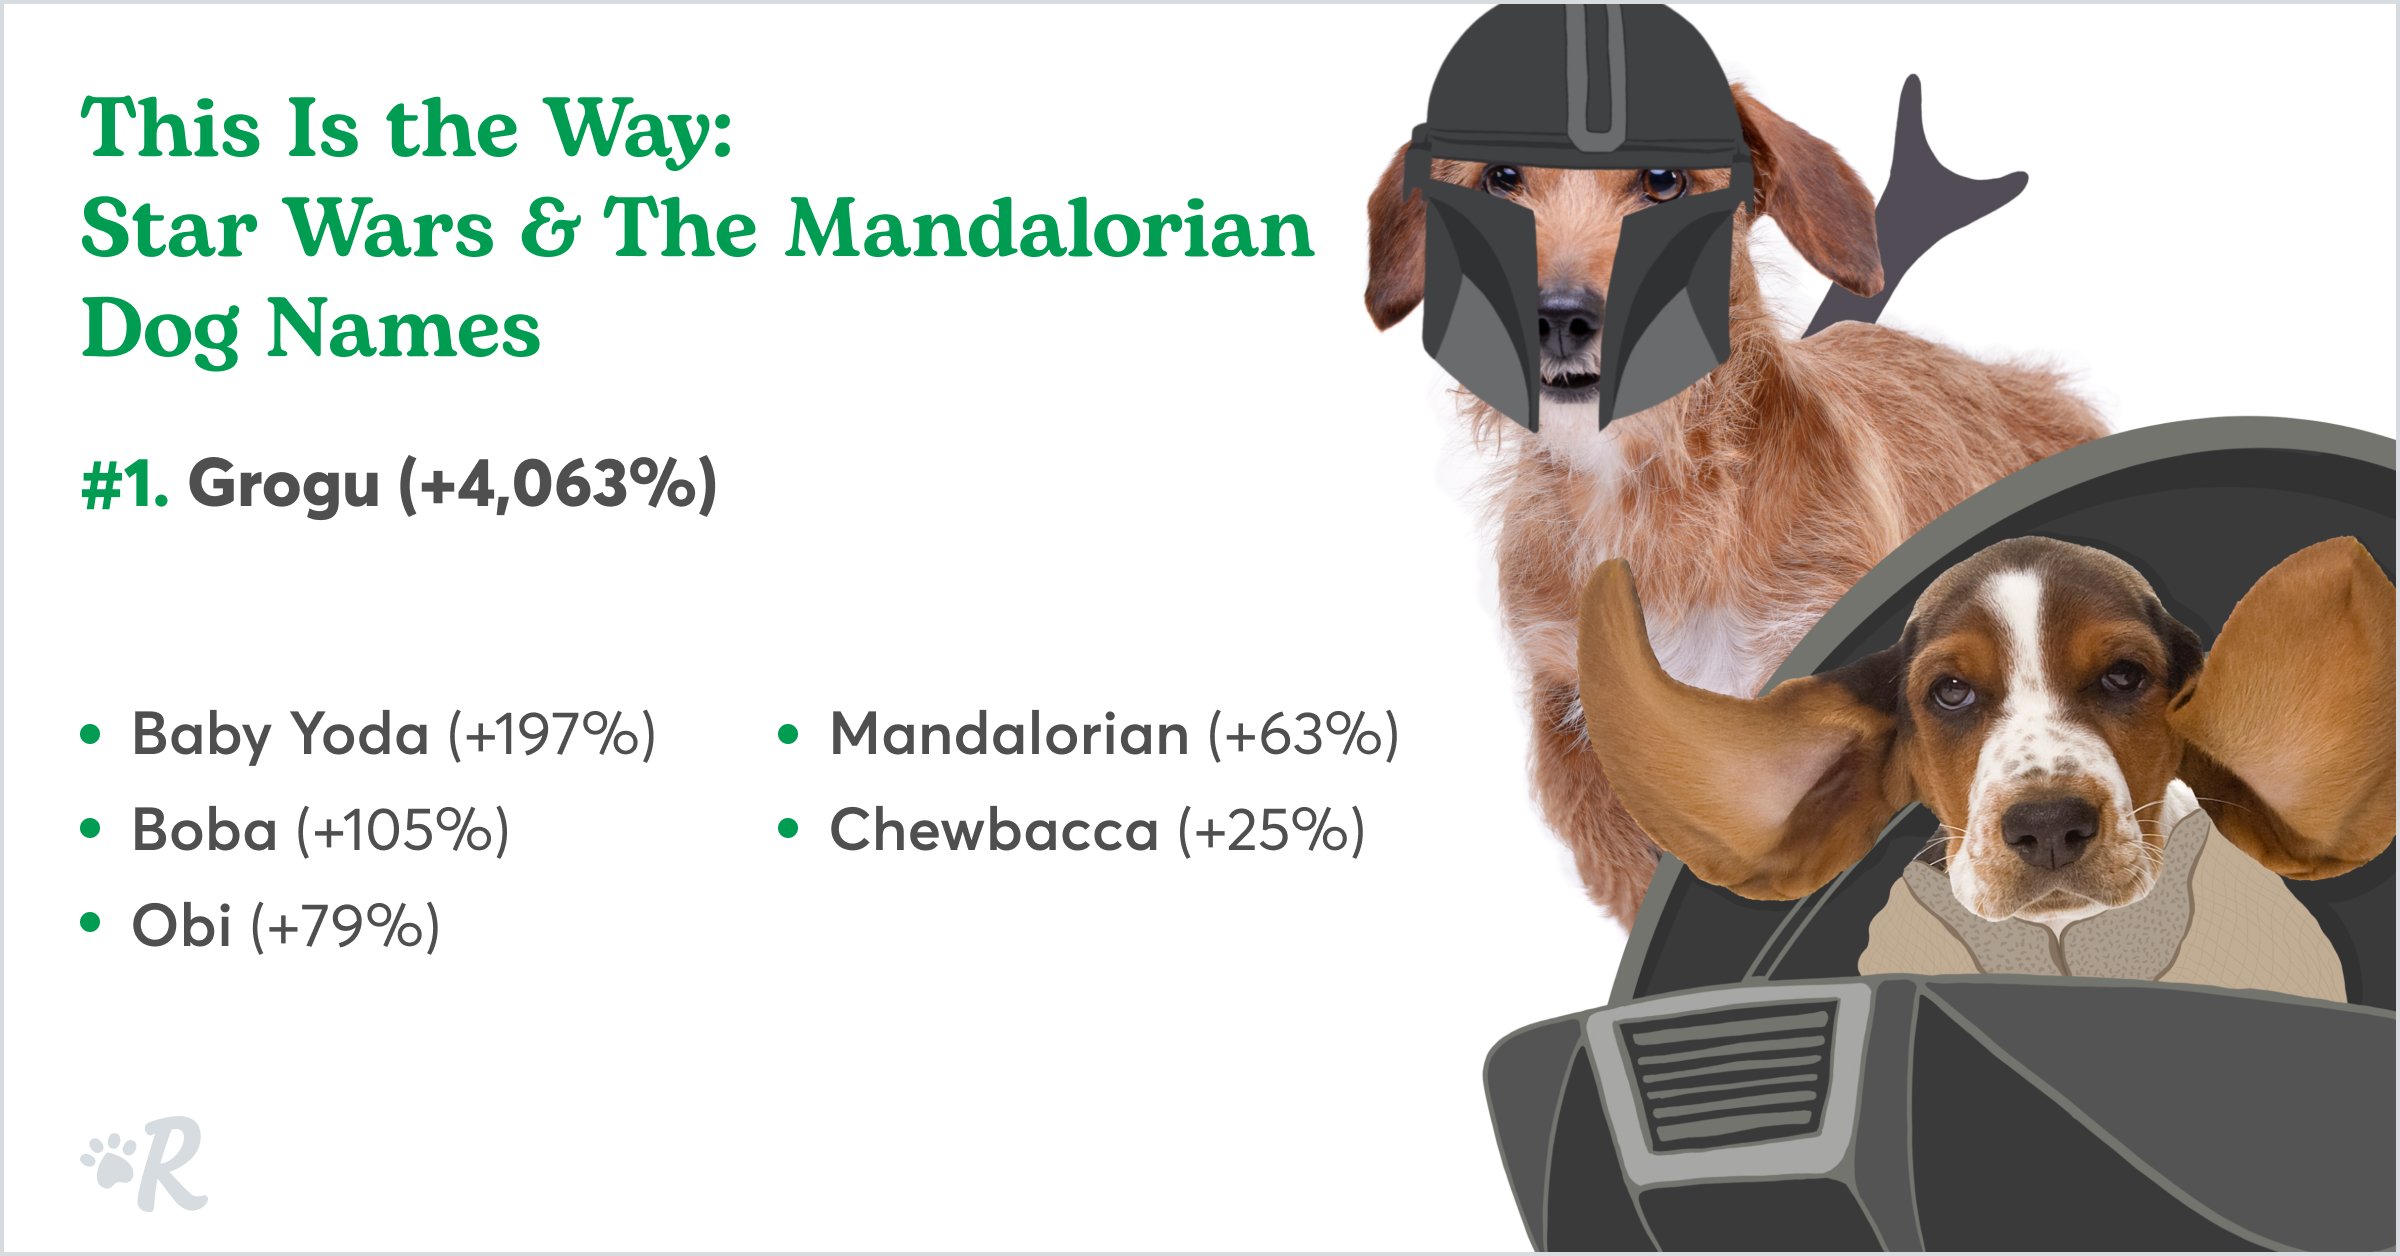 This Is the Way:
Star Wars & The Mandalorian
Dog Names
#1. Grogu (+4,063%)
• Baby Yoda (+197%)
• Boba (+105%)
• Obi (+79%)
• Mandalorian (+63%)
• Chewbacca (+25%)
R